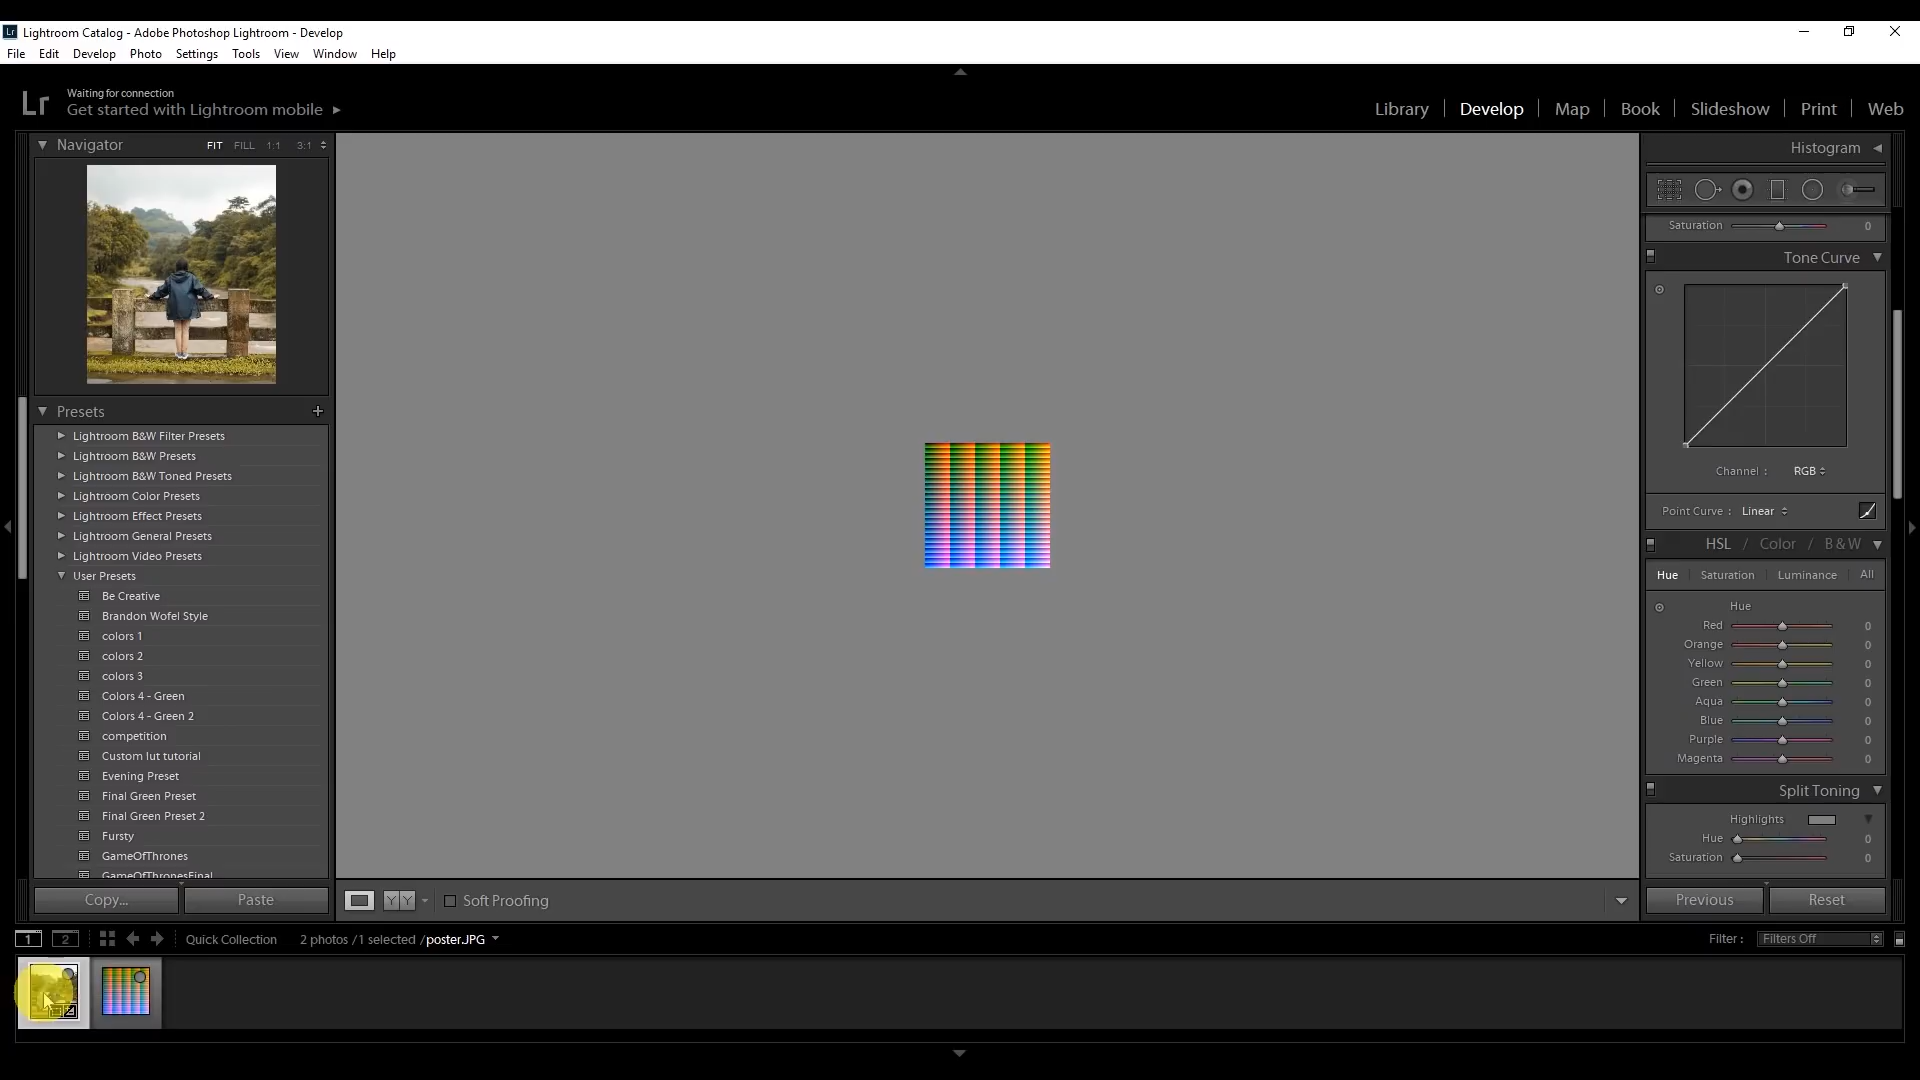 Lr Lightroom Catalog - Adobe Photoshop Lightroom - Develop
File Edit Develop Photo Settings Tools View Window Help
Lr
Waiting for connection
Get started with Lightroom mobile
Library Develop Map Book Slideshow Print Web
Navigator FIT FILL 1:1 3:1
Presets +
Lightroom B&W Filter Presets
Lightroom B&W Presets
Lightroom B&W Toned Presets
Lightroom Color Presets
Lightroom Effect Presets
Lightroom General Presets
Lightroom Video Presets
User Presets
Be Creative
Brandon Wofel Style
colors 1
colors 2
colors 3
Colors 4 - Green
Colors 4 - Green 2
competition
Custom lut tutorial
Evening Preset
Final Green Preset
Final Green Preset 2
Fursty
GameOfThrones
GameOfThronesFinal
Copy... Paste
Y Y Soft Proofing
Histogram
Saturation 0
Tone Curve
Channel : RGB
Point Curve : Linear
HSL / Color / B & W
Hue Saturation Luminance All
Hue
Red 0
Orange 0
Yellow 0
Green 0
Aqua 0
Blue 0
Purple 0
Magenta 0
Split Toning
Highlights
Hue 0
Saturation 0
Previous Reset
1 2 Quick Collection 2 photos /1 selected /poster.JPG
Filter : Filters Off